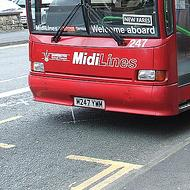 NEW FARES
MidiLines
Welcome aboard
247
MidiLines
W247 YWM